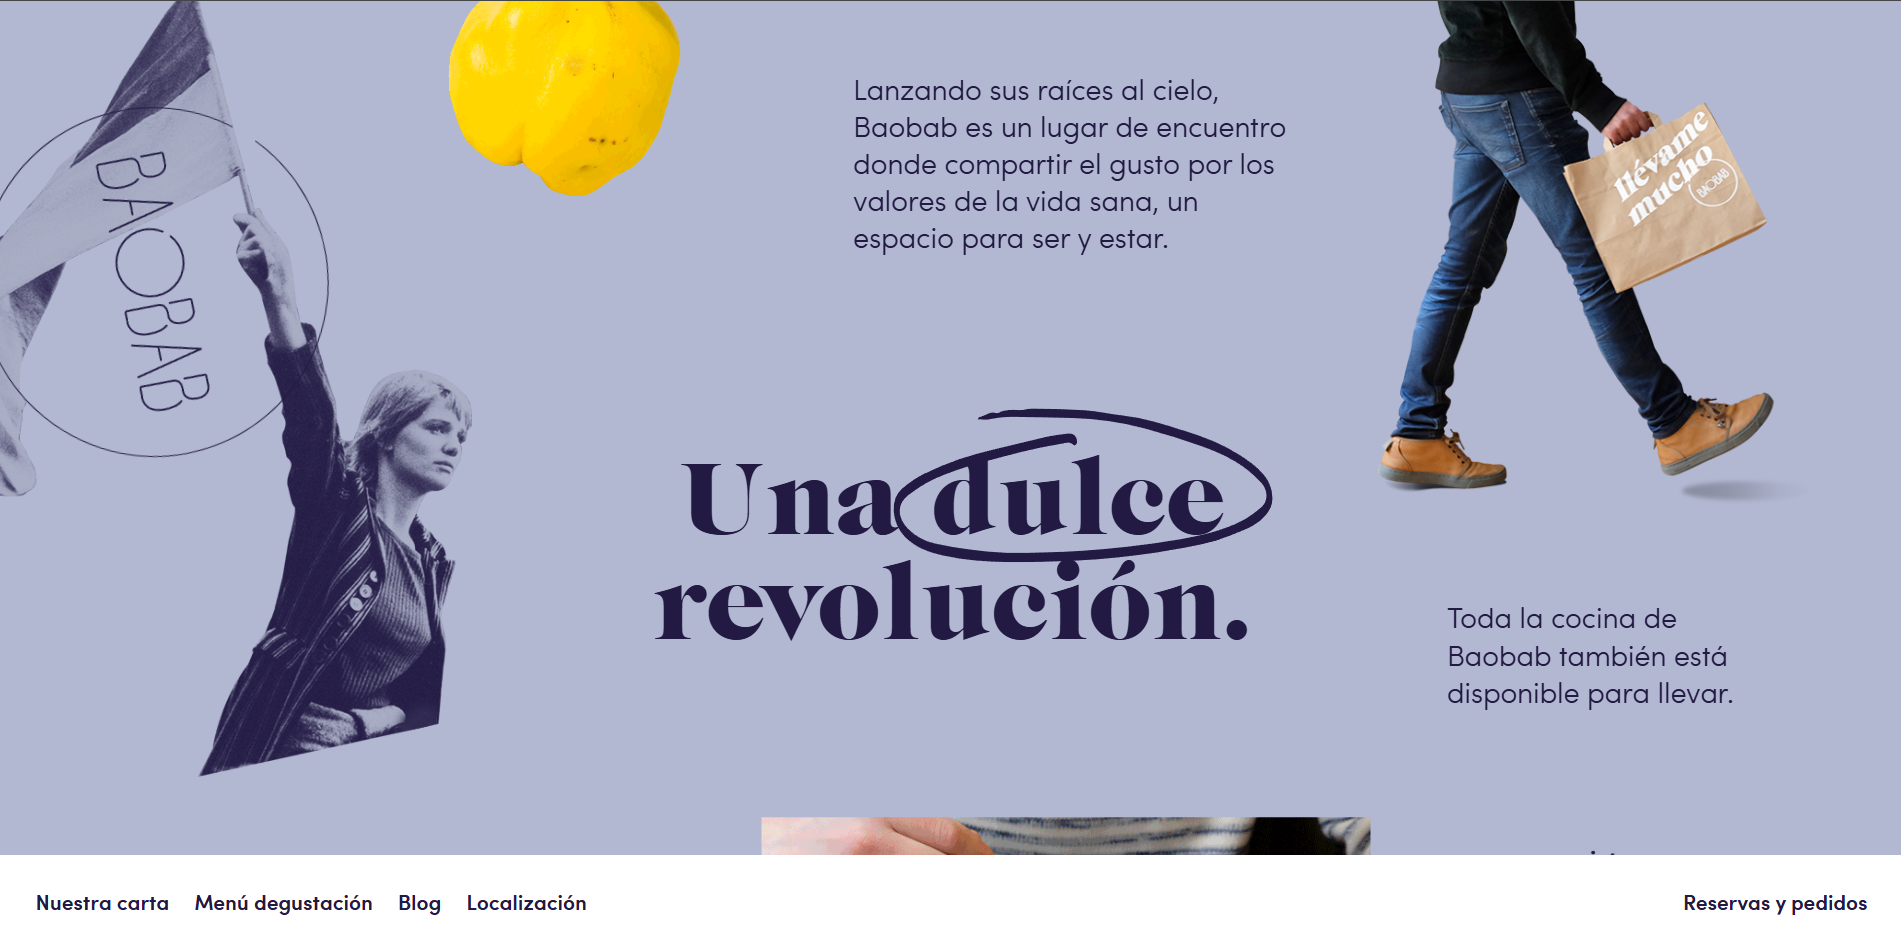 BAOBAB
Lanzando sus raíces al cielo,
Baobab es un lugar de encuentro
donde compartir el gusto por los
valores de la vida sana, un
espacio para ser y estar.
llévame
mucho
BAOBAB
Una dulce
revolución.
Toda la cocina de
Baobab también está
disponible para llevar.
Nuestra carta
Menú degustación
Blog
Localización
Reservas y pedidos